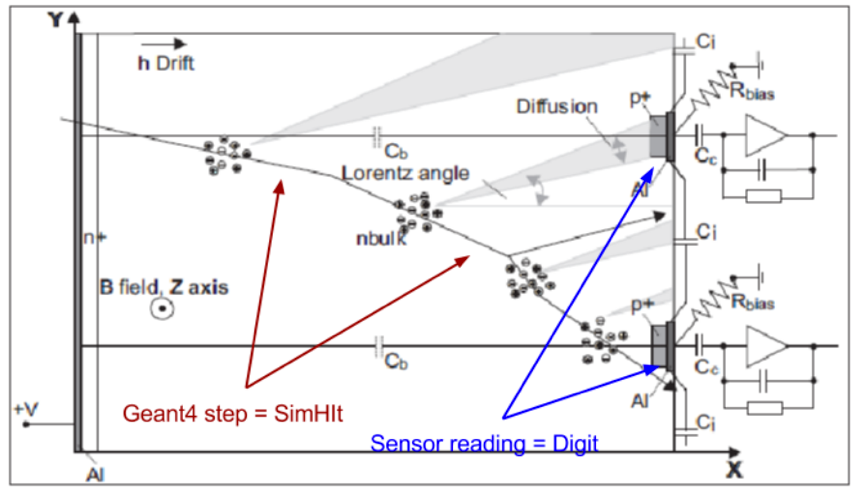 Y
h Drift
Ci
p+
Rbias
Diffusion
Cb
Cc
Lorentz angle
Al
n+
nbulk
Ci
B field, Z axis
Rbias
p+
Cb
Cc
+V
Geant4 step = SimHIt
Al
Sensor reading = Digit
Ci
X
Al